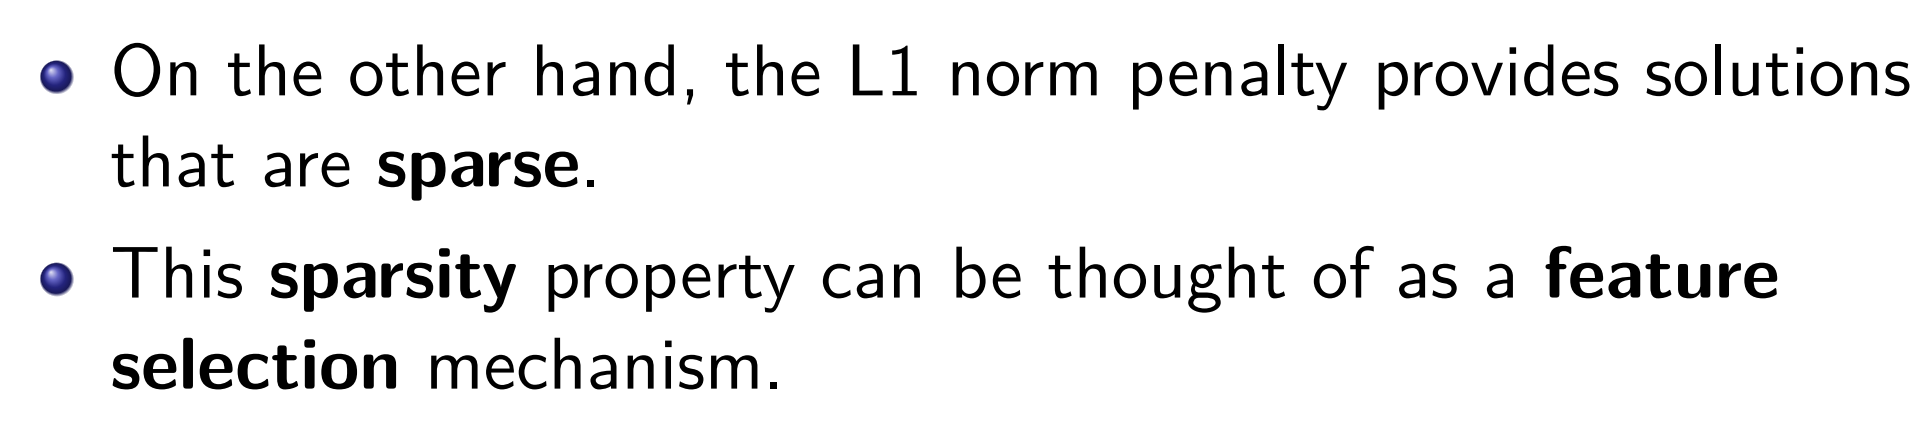 On the other hand, the L1 norm penalty provides solutions
that are sparse.
This sparsity property can be thought of as a feature
selection mechanism.